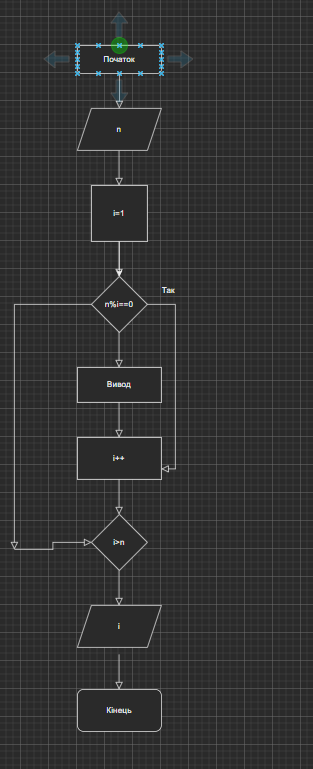 Початок
n
i=1
n%i==0
Так
Вивод
i++
i>n
i
Кінець